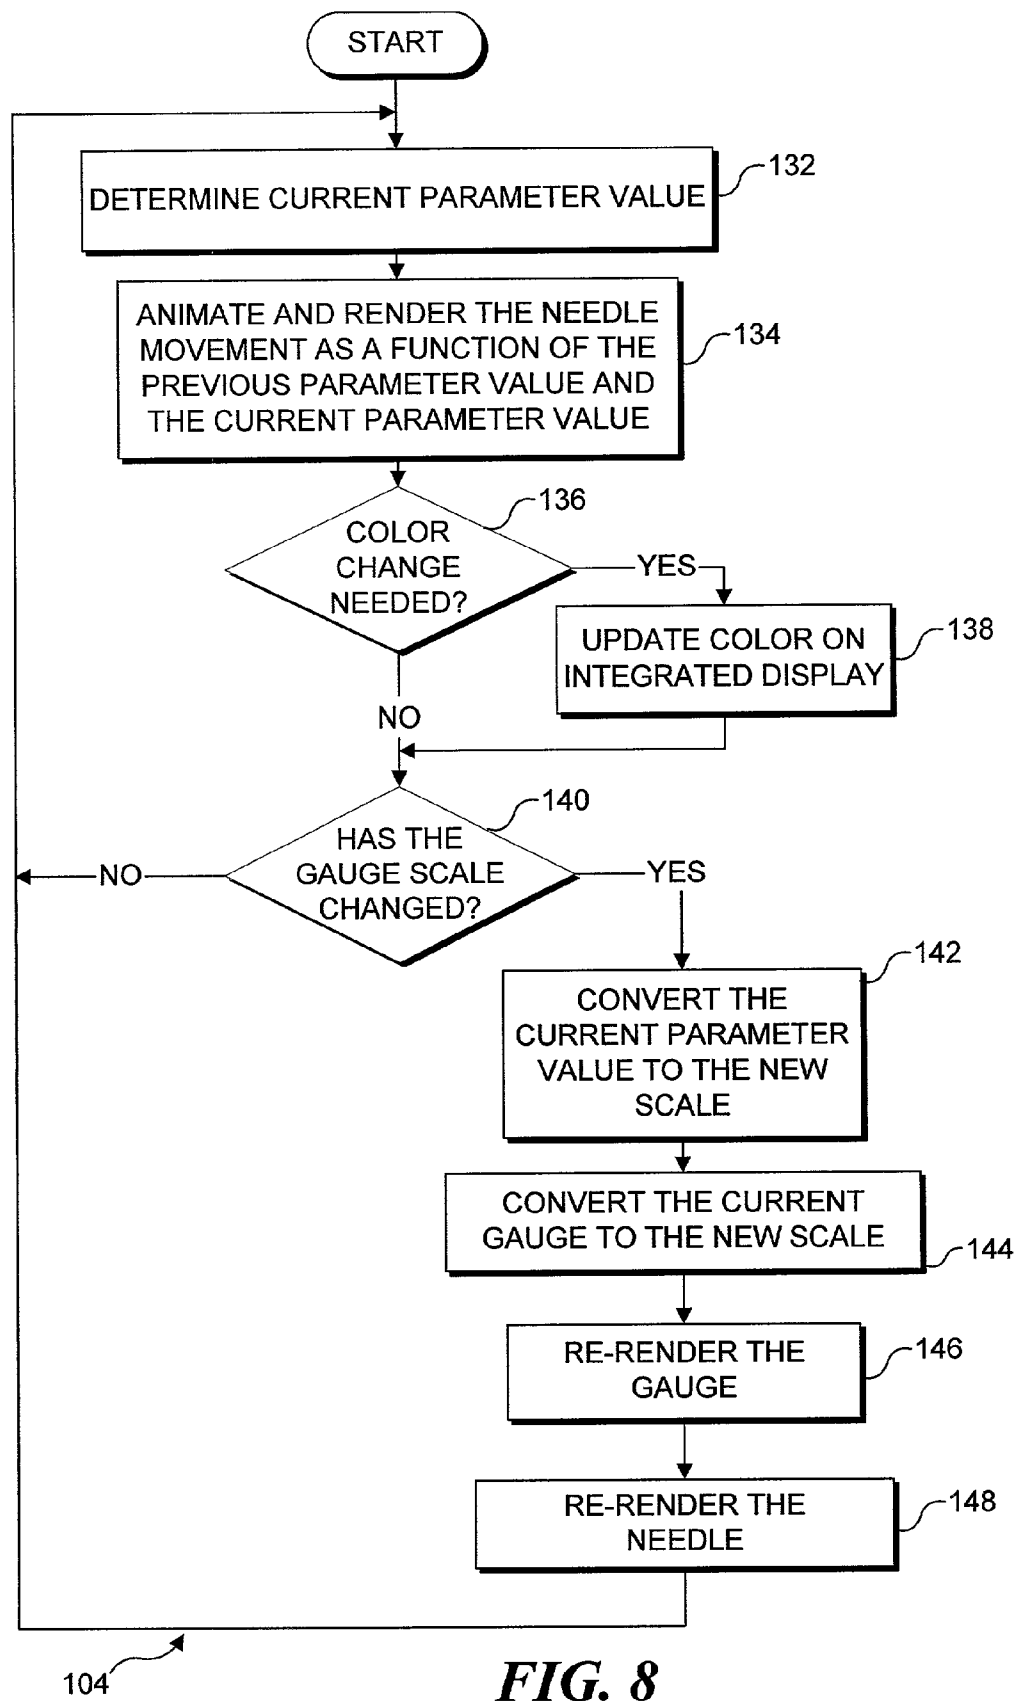 START
132
DETERMINE CURRENT PARAMETER VALUE
ANIMATE AND RENDER THE NEEDLE
MOVEMENT AS A FUNCTION OF THE
PREVIOUS PARAMETER VALUE AND
THE CURRENT PARAMETER VALUE
134
136
COLOR
CHANGE
NEEDED?
YES
138
UPDATE COLOR ON
INTEGRATED DISPLAY
NO
140
HAS THE
GAUGE SCALE
CHANGED?
NO
YES
142
CONVERT THE
CURRENT PARAMETER
VALUE TO THE NEW
SCALE
CONVERT THE CURRENT
GAUGE TO THE NEW SCALE
144
RE-RENDER THE
GAUGE
146
RE-RENDER THE
NEEDLE
148
104
FIG. 8